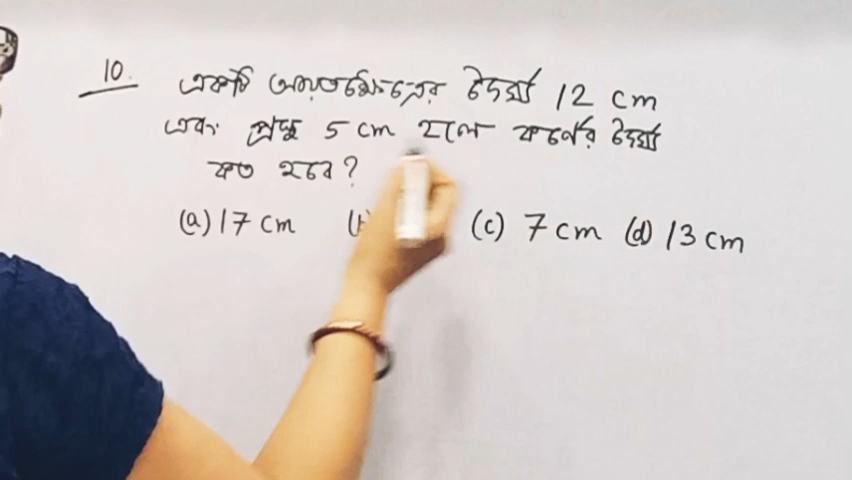 10. একটি আয়তক্ষেত্রের দৈর্ঘ্য 12 cm
এবং প্রস্থ 5 cm হলে কর্ণের দৈর্ঘ্য
কত হবে?
(a) 17 cm (c) 7 cm (d) 13 cm